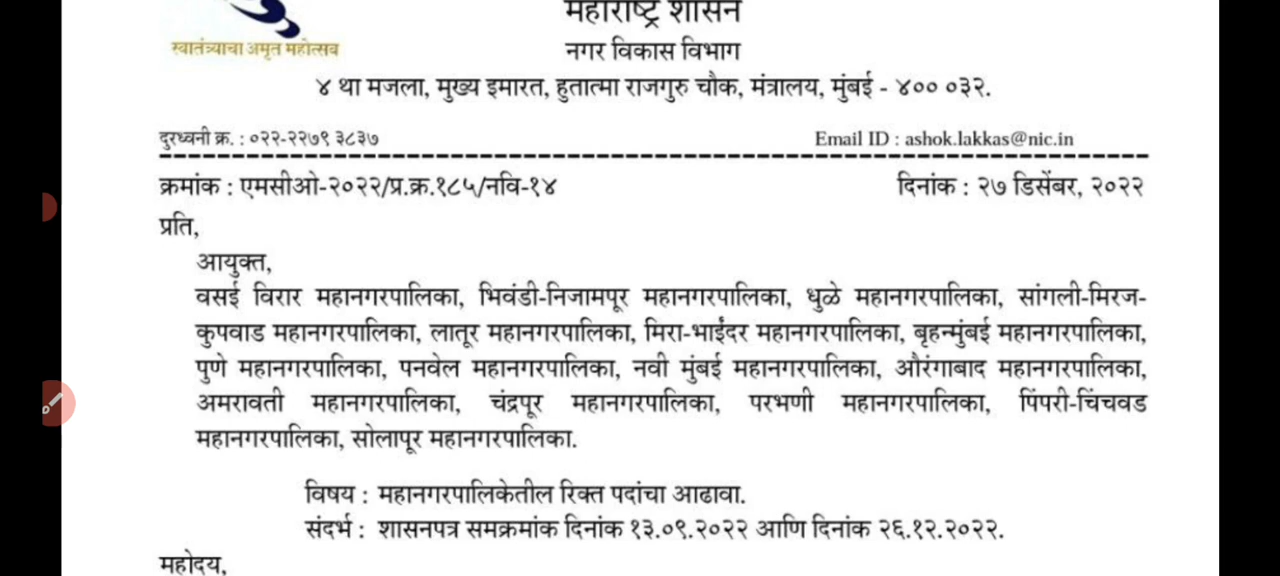 महाराष्ट्र शासन
स्वातंत्र्याचा अमृत महोत्सव
नगर विकास विभाग
४ था मजला, मुख्य इमारत, हुतात्मा राजगुरु चौक, मंत्रालय, मुंबई - ४०० ०३२.
दुरध्वनी क्र. : ०२२-२२७९ ३८३७ Email ID : ashok.lakkas@nic.in
क्रमांक : एमसीओ-२०२२/प्र.क्र.१८५/नवि-१४ दिनांक : २७ डिसेंबर, २०२२
प्रति,
आयुक्त,
वसई विरार महानगरपालिका, भिवंडी-निजामपूर महानगरपालिका, धुळे महानगरपालिका, सांगली-मिरज-
कुपवाड महानगरपालिका, लातूर महानगरपालिका, मिरा-भाईंदर महानगरपालिका, बृहन्मुंबई महानगरपालिका,
पुणे महानगरपालिका, पनवेल महानगरपालिका, नवी मुंबई महानगरपालिका, औरंगाबाद महानगरपालिका,
अमरावती महानगरपालिका, चंद्रपूर महानगरपालिका, परभणी महानगरपालिका, पिंपरी-चिंचवड
महानगरपालिका, सोलापूर महानगरपालिका.
विषय : महानगरपालिकेतील रिक्त पदांचा आढावा.
संदर्भ : शासनपत्र समक्रमांक दिनांक १३.०९.२०२२ आणि दिनांक २६.१२.२०२२.
महोदय,